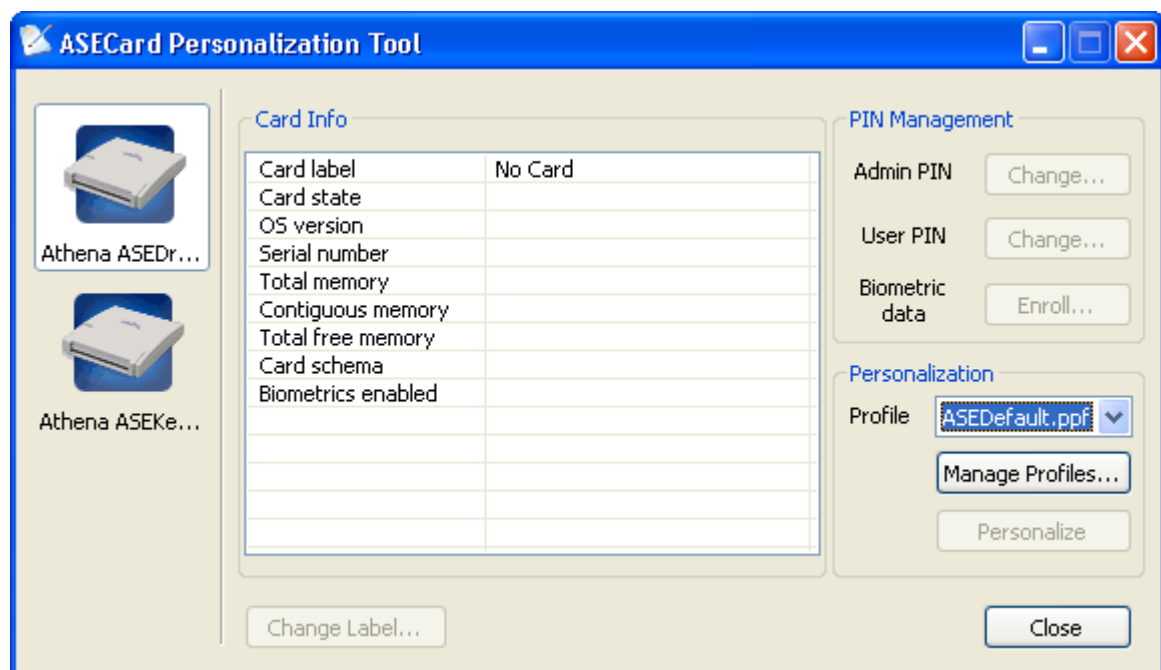 ASECard Personalization Tool
Athena ASEDr...
Athena ASEKe...
Card Info
Card label No Card
Card state
OS version
Serial number
Total memory
Contiguous memory
Total free memory
Card schema
Biometrics enabled
Change Label...
PIN Management
Admin PIN Change...
User PIN Change...
Biometric
data Enroll...
Personalization
Profile ASEDefault.ppf
Manage Profiles...
Personalize
Close